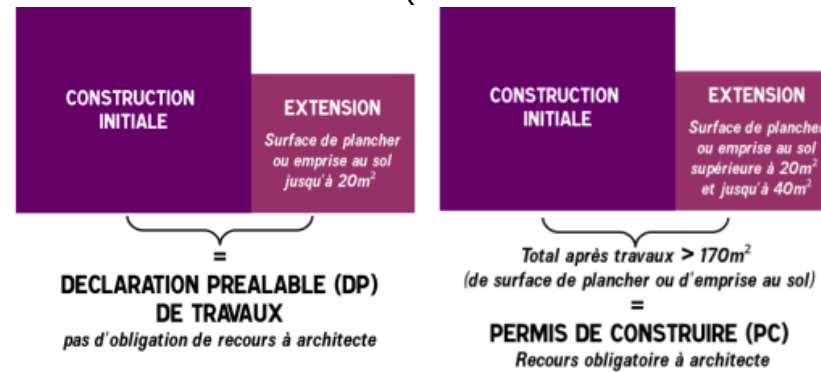 (
CONSTRUCTION
INITIALE
EXTENSION
Surface de plancher
ou emprise au sol
jusqu'à 20m²
=
DECLARATION PREALABLE (DP)
DE TRAVAUX
pas d'obligation de recours à architecte
CONSTRUCTION
INITIALE
EXTENSION
Surface de plancher
ou emprise au sol
supérieure à 20m²
et jusqu'à 40m²
Total après travaux > 170m²
(de surface de plancher ou d'emprise au sol)
=
PERMIS DE CONSTRUIRE (PC)
Recours obligatoire à architecte